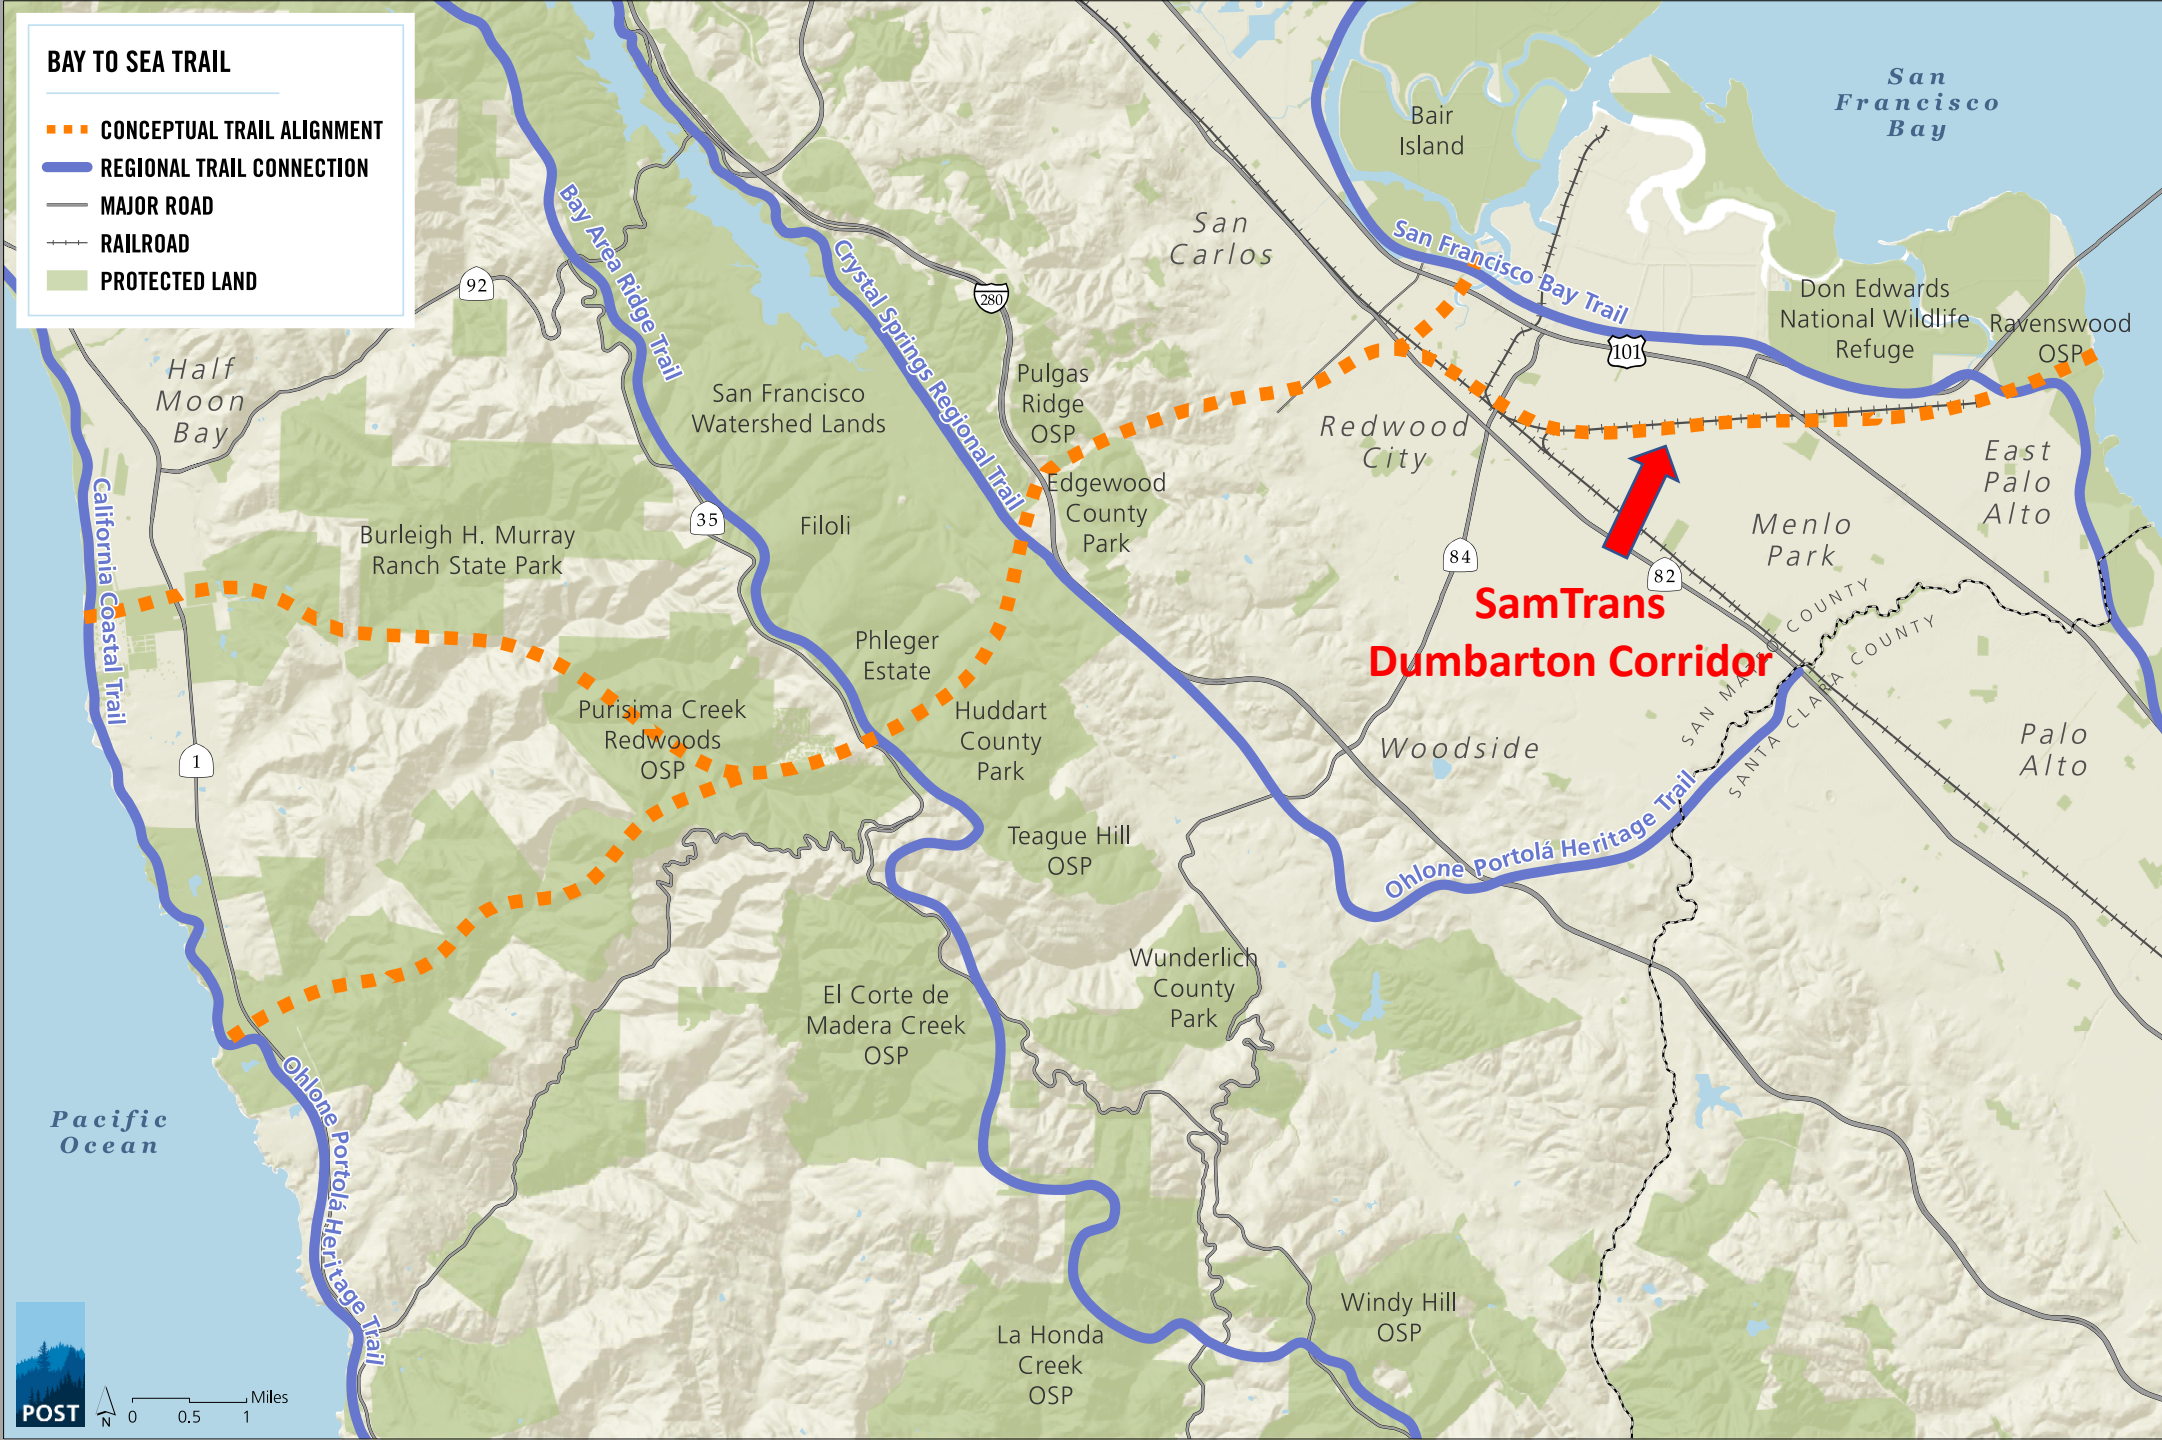 BAY TO SEA TRAIL
CONCEPTUAL TRAIL ALIGNMENT
REGIONAL TRAIL CONNECTION
MAJOR ROAD
RAILROAD
PROTECTED LAND
San
Francisco
Bay
Bair
Island
San
Carlos
San Francisco Bay Trail
Bay Area Ridge Trail
Crystal Springs Regional Trail
92
280
101
Don Edwards
National Wildlife
Refuge
Ravenswood
OSP
Half
Moon
Bay
San Francisco
Watershed Lands
Pulgas
Ridge
OSP
Redwood
City
East
Palo
Alto
Edgewood
County
Park
California Coastal Trail
Burleigh H. Murray
Ranch State Park
35
Filoli
Menlo
Park
84
82
SamTrans
Dumbarton Corridor
SAN MATEO COUNTY
SANTA CLARA COUNTY
Phleger
Estate
Purisima Creek
Redwoods
OSP
Huddart
County
Park
Woodside
Palo
Alto
1
Teague Hill
OSP
Ohlone Portolá Heritage Trail
Wunderlich
County
Park
El Corte de
Madera Creek
OSP
Ohlone Portolá Heritage Trail
Pacific
Ocean
Windy Hill
OSP
La Honda
Creek
OSP
POST
N
0 0.5 1 Miles